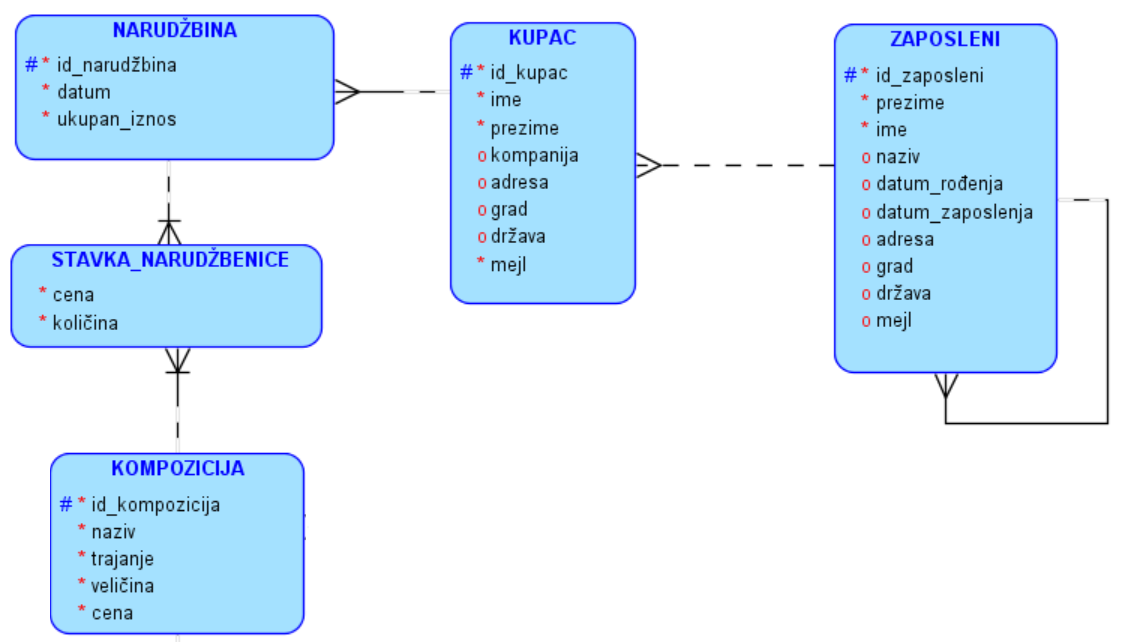 NARUDŽBINA
#* id_narudžbina
* datum
* ukupan_iznos
KUPAC
#* id_kupac
* ime
* prezime
o kompanija
o adresa
o grad
o država
* mejl
ZAPOSLENI
#* id_zaposleni
* prezime
* ime
o naziv
o datum_rođenja
o datum_zaposlenja
o adresa
o grad
o država
o mejl
STAVKA_NARUDŽBENICE
* cena
* količina
KOMPOZICIJA
#* id_kompozicija
* naziv
* trajanje
* veličina
* cena